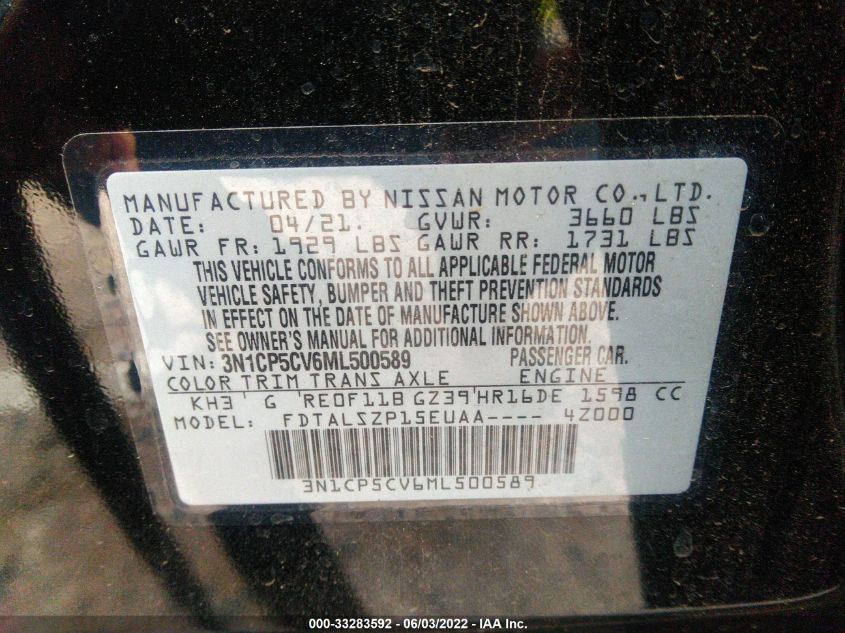 MANUFACTURED BY NISSAN MOTOR CO., LTD.
DATE: 04/21. GVWR: 3660 LBS
GAWR FR: 1929 LBS GAWR RR: 1731 LBS
THIS VEHICLE CONFORMS TO ALL APPLICABLE FEDERAL MOTOR
VEHICLE SAFETY, BUMPER AND THEFT PREVENTION STANDARDS
IN EFFECT ON THE DATE OF MANUFACTURE SHOWN ABOVE.
SEE OWNER'S MANUAL FOR ADDITIONAL INFORMATION.
VIN: 3N1CP5CV6ML500589 PASSENGER CAR.
COLOR TRIM TRANS AXLE ENGINE
KH3 G RE0F11B GZ39 HR16DE 1598 CC
MODEL: FDTALSZP15EUAA---- 4Z000
3N1CP5CV6ML500589
000-33283592 - 06/03/2022 - IAA Inc.